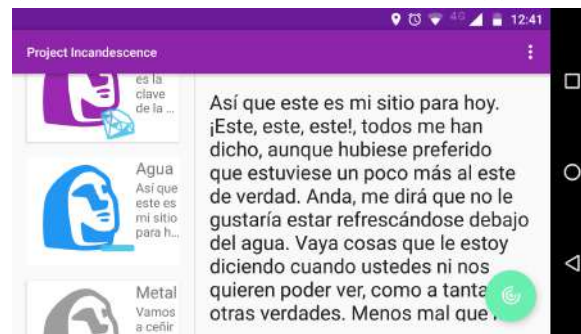 4G 12:41
Project Incandescence
es la
clave
de la ...
Agua
Así que
este es
mi sitio
para h...
Metal
Vamos
a ceñir
Así que este es mi sitio para hoy.
¡Este, este, este!, todos me han
dicho, aunque hubiese preferido
que estuviese un poco más al este
de verdad. Anda, me dirá que no le
gustaría estar refrescándose debajo
del agua. Vaya cosas que le estoy
diciendo cuando ustedes ni nos
quieren poder ver, como a
otras verdades. Menos mal